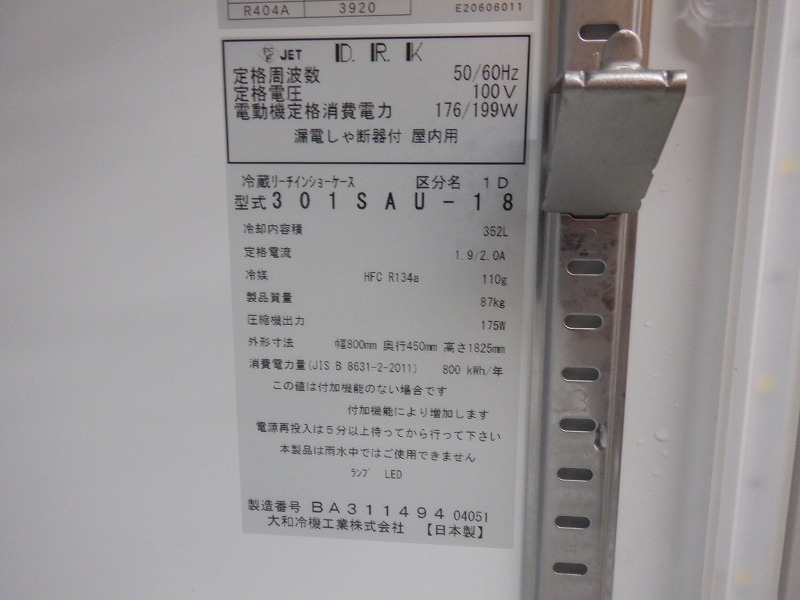 R404A 3920 E20606011
PS E JET D.R.K
定格周波数 50/60Hz
定格電圧 100V
電動機定格消費電力 176/199W
漏電しゃ断器付 屋内用
冷蔵リーチインショーケース 区分名 1D
型式 301SAU-18
冷却内容積 352L
定格電流 1.9/2.0A
冷媒 HFC R134a 110g
製品質量 87kg
圧縮機出力 175W
外形寸法 幅800mm 奥行450mm 高さ1825mm
消費電力量(JIS B 8631-2-2011) 800 kWh/年
この値は付加機能のない場合です
付加機能により増加します
電源再投入は5分以上待ってから行って下さい
本製品は雨水中ではご使用できません
ランプ LED
製造番号 BA311494 04051
大和冷機工業株式会社 【日本製】